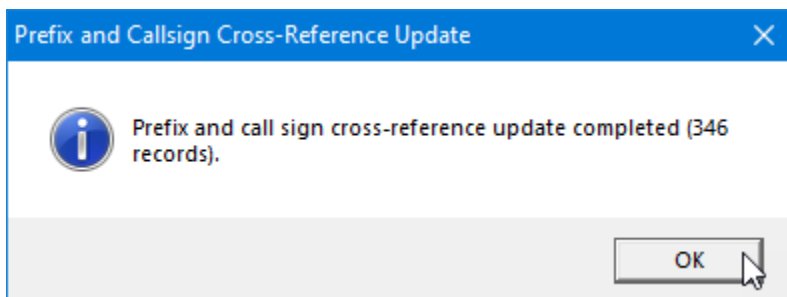 Prefix and Callsign Cross-Reference Update
Prefix and call sign cross-reference update completed (346
records).
OK